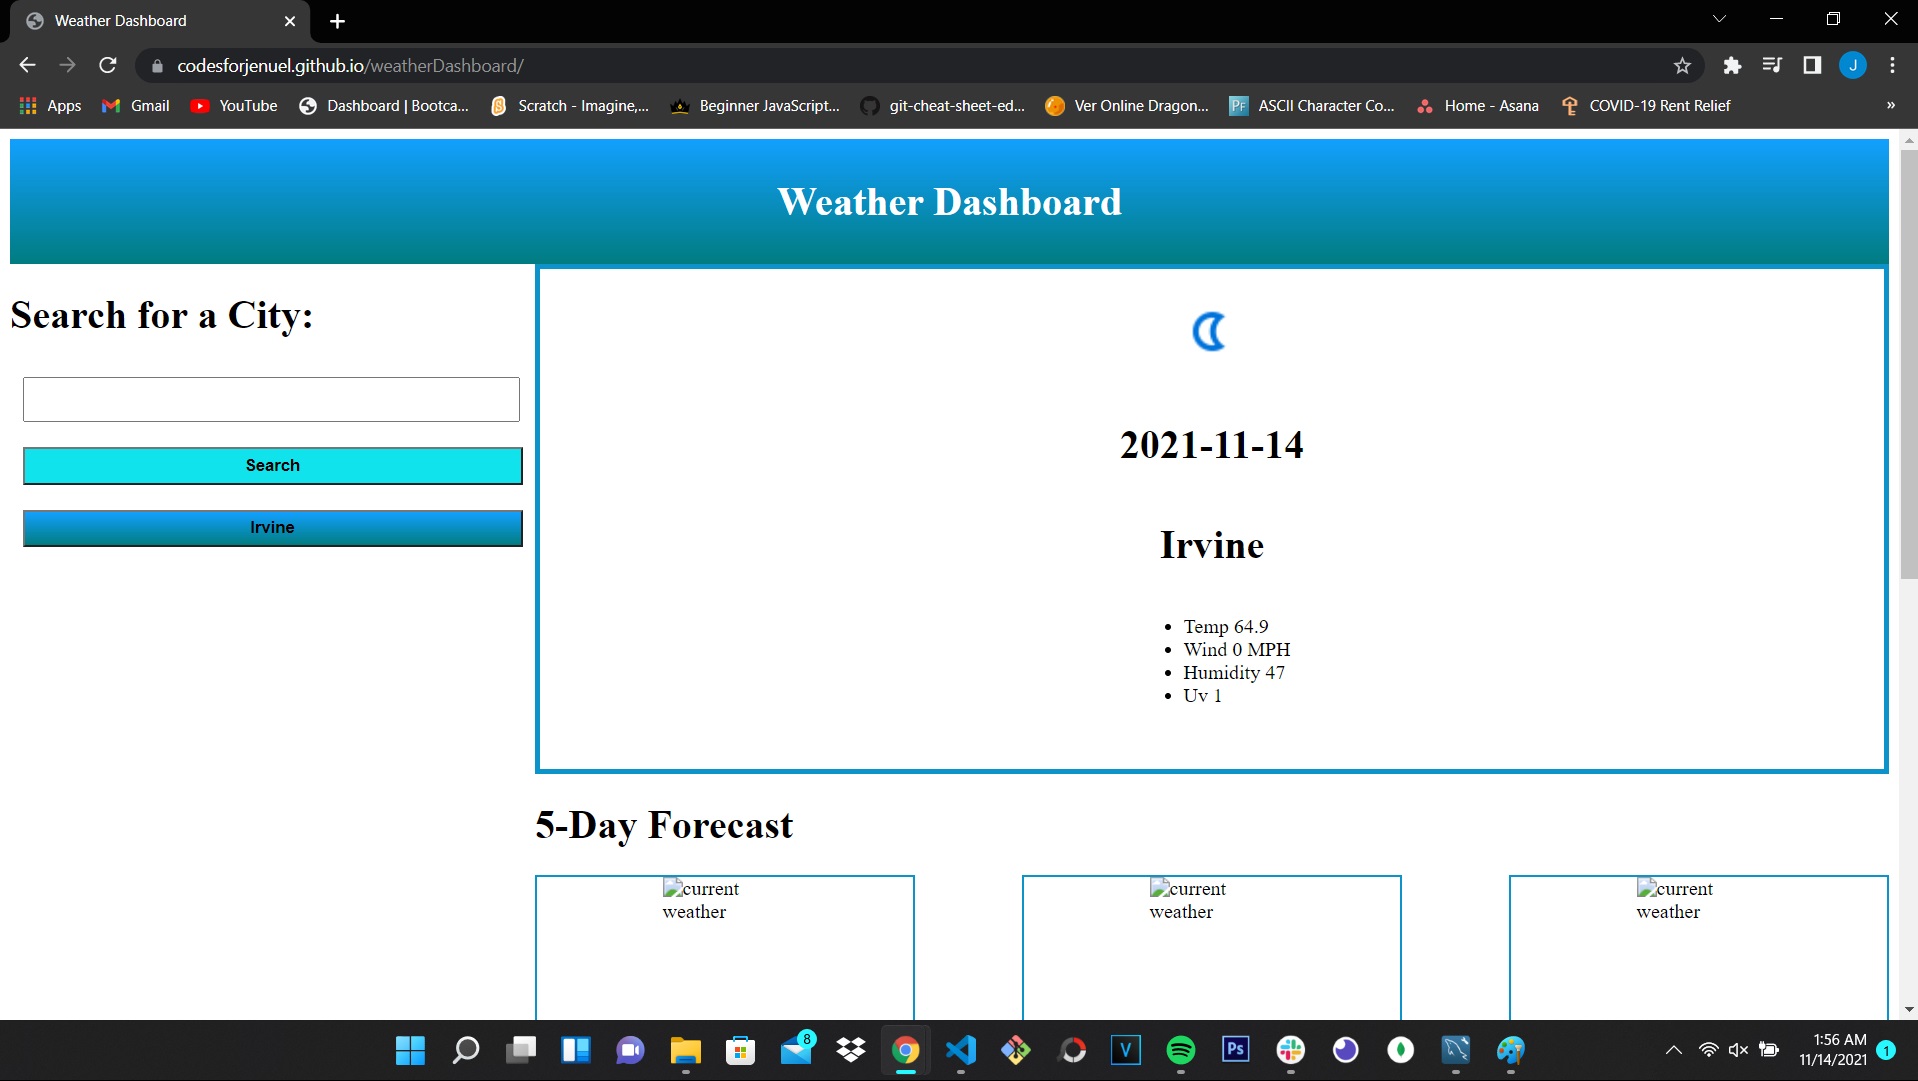 Weather Dashboard
codesforjenuel.github.io/weatherDashboard/
J
Apps
Gmail
YouTube
Dashboard | Bootca...
Scratch - Imagine,...
Beginner JavaScript...
git-cheat-sheet-ed...
Ver Online Dragon...
PF
ASCII Character Co...
Home - Asana
COVID-19 Rent Relief
»
Weather Dashboard
Search for a City:
Search
Irvine
2021-11-14
Irvine
Temp 64.9
Wind 0 MPH
Humidity 47
Uv 1
5-Day Forecast
current
weather
current
weather
current
weather
8
V
Ps
1:56 AM
11/14/2021
1